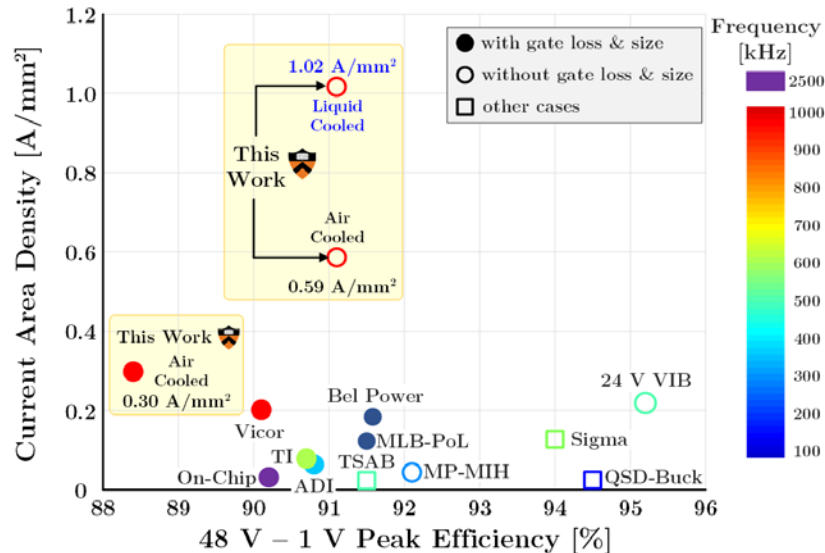 Current Area Density [A/mm²]
1.2
1.0
0.8
0.6
0.4
0.2
0
88
89
90
91
92
93
94
95
96
48 V – 1 V Peak Efficiency [%]
with gate loss & size
without gate loss & size
other cases
Frequency
[kHz]
2500
1000
900
800
700
600
500
400
300
200
100
1.02 A/mm²
Liquid
Cooled
This
Work
Air
Cooled
0.59 A/mm²
This Work
Air
Cooled
0.30 A/mm²
Vicor
Bel Power
MLB-PoL
TI
ADI
On-Chip
TSAB
MP-MIH
24 V VIB
Sigma
QSD-Buck